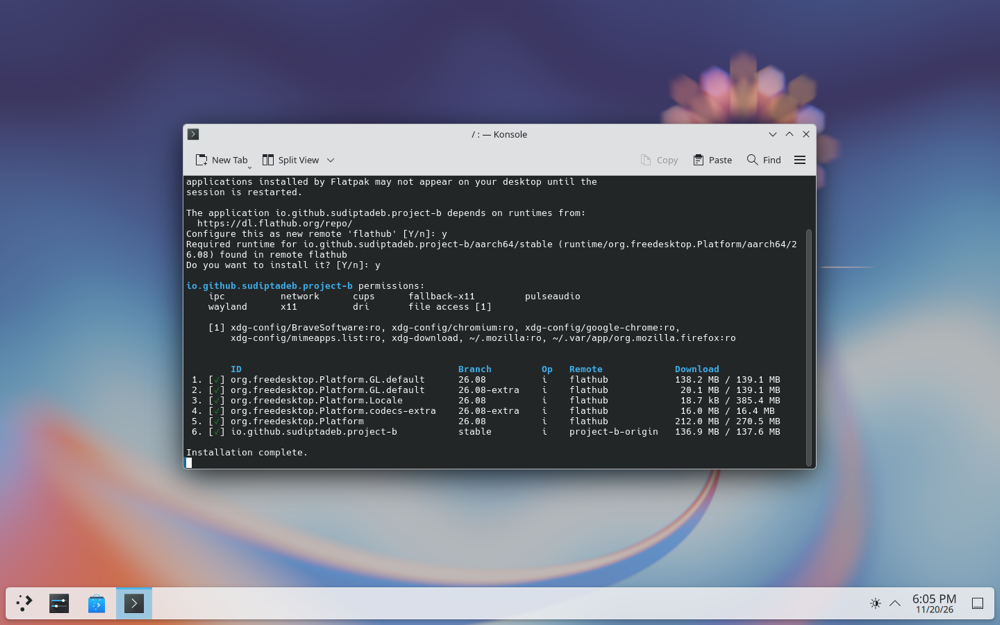 / : — Konsole
New Tab Split View Copy Paste Find
applications installed by Flatpak may not appear on your desktop until the
session is restarted.
The application io.github.sudiptadeb.project-b depends on runtimes from:
https://dl.flathub.org/repo/
Configure this as new remote 'flathub' [Y/n]: y
Required runtime for io.github.sudiptadeb.project-b/aarch64/stable (runtime/org.freedesktop.Platform/aarch64/2
6.08) found in remote flathub
Do you want to install it? [Y/n]: y
io.github.sudiptadeb.project-b permissions:
ipc network cups fallback-x11 pulseaudio
wayland x11 dri file access [1]
[1] xdg-config/BraveSoftware:ro, xdg-config/chromium:ro, xdg-config/google-chrome:ro,
xdg-config/mimeapps.list:ro, xdg-download, ~/.mozilla:ro, ~/.var/app/org.mozilla.firefox:ro
ID Branch Op Remote Download
1. [✓] org.freedesktop.Platform.GL.default 26.08 i flathub 138.2 MB / 139.1 MB
2. [✓] org.freedesktop.Platform.GL.default 26.08-extra i flathub 20.1 MB / 139.1 MB
3. [✓] org.freedesktop.Platform.Locale 26.08 i flathub 18.7 kB / 385.4 MB
4. [✓] org.freedesktop.Platform.codecs-extra 26.08-extra i flathub 16.0 MB / 16.4 MB
5. [✓] org.freedesktop.Platform 26.08 i flathub 212.0 MB / 270.5 MB
6. [✓] io.github.sudiptadeb.project-b stable i project-b-origin 136.9 MB / 137.6 MB
Installation complete.
6:05 PM
11/20/26